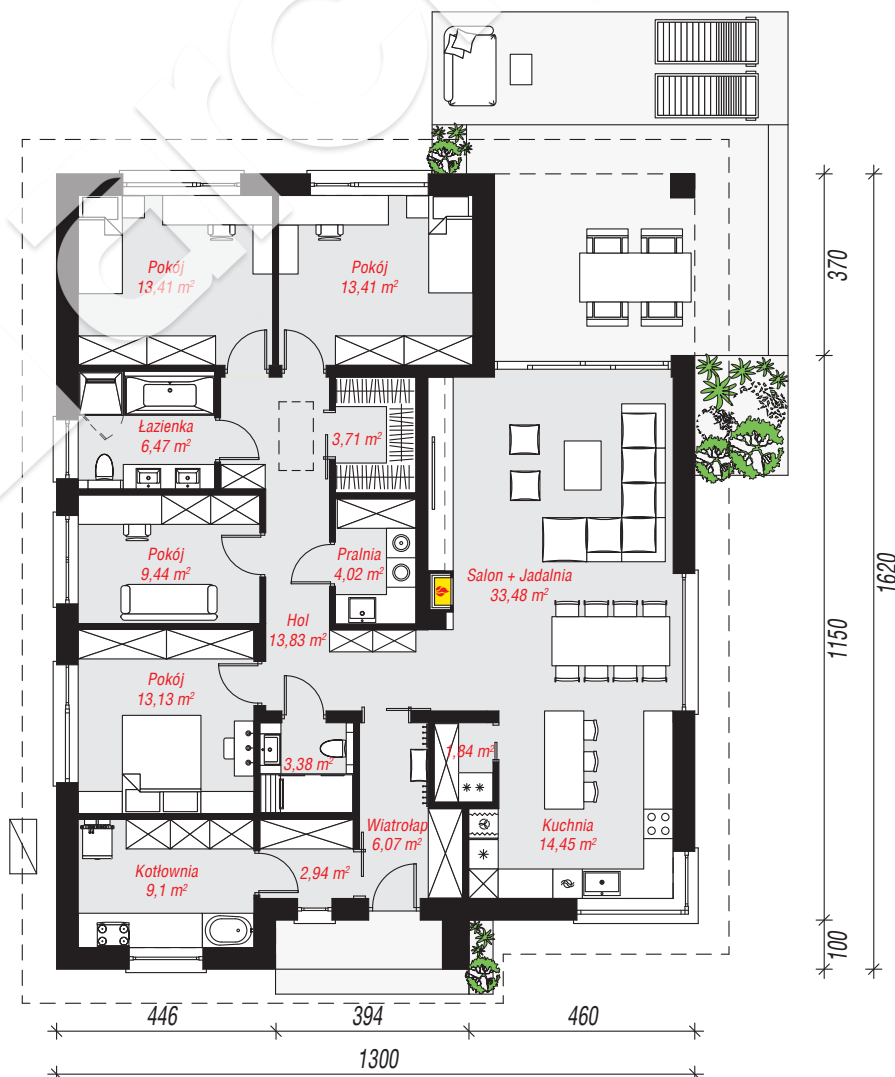 Pokój
13,41 m²
Pokój
13,41 m²
370
Łazienka
6,47 m²
3,71 m²
Pokój
9,44 m²
Pralnia
4,02 m²
Salon + Jadalnia
33,48 m²
1620
Hol
13,83 m²
1150
Pokój
13,13 m²
3,38 m²
1,84 m²
Wiatrołap
6,07 m²
Kuchnia
14,45 m²
Kotłownia
9,1 m²
2,94 m²
100
446
394
460
1300